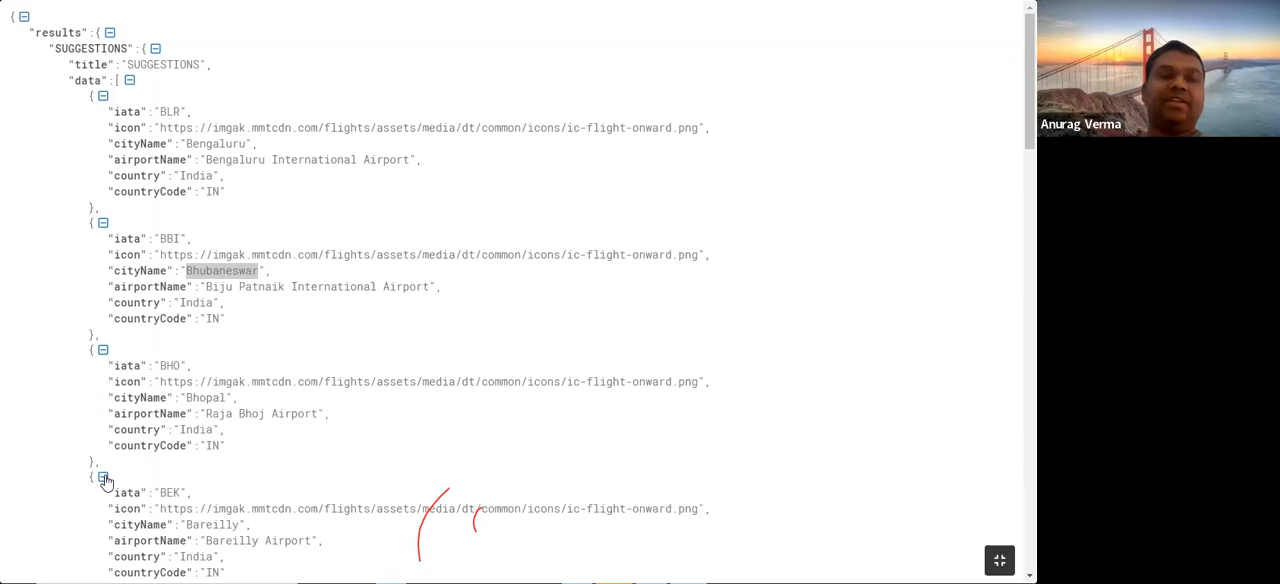 {
"results":{
"SUGGESTIONS":{
"title":"SUGGESTIONS",
"data":[
{
"iata":"BLR",
"icon":"https://imgak.mmtcdn.com/flights/assets/media/dt/common/icons/ic-flight-onward.png",
"cityName":"Bengaluru",
"airportName":"Bengaluru International Airport",
"country":"India",
"countryCode":"IN"
},
{
"iata":"BBI",
"icon":"https://imgak.mmtcdn.com/flights/assets/media/dt/common/icons/ic-flight-onward.png",
"cityName":"Bhubaneswar",
"airportName":"Biju Patnaik International Airport",
"country":"India",
"countryCode":"IN"
},
{
"iata":"BHO",
"icon":"https://imgak.mmtcdn.com/flights/assets/media/dt/common/icons/ic-flight-onward.png",
"cityName":"Bhopal",
"airportName":"Raja Bhoj Airport",
"country":"India",
"countryCode":"IN"
},
{
"iata":"BEK",
"icon":"https://imgak.mmtcdn.com/flights/assets/media/dt/common/icons/ic-flight-onward.png",
"cityName":"Bareilly",
"airportName":"Bareilly Airport",
"country":"India",
"countryCode":"IN"
Anurag Verma